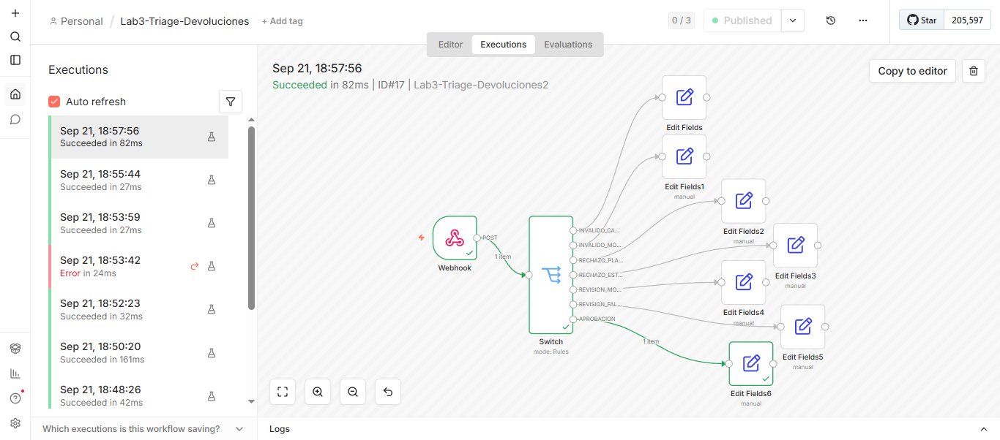 Personal / Lab3-Triage-Devoluciones + Add tag
0 / 3
Published
Star 205,597
Editor Executions Evaluations
Executions
Auto refresh
Sep 21, 18:57:56
Succeeded in 82ms
Sep 21, 18:55:44
Succeeded in 27ms
Sep 21, 18:53:59
Succeeded in 27ms
Sep 21, 18:53:42
Error in 24ms
Sep 21, 18:52:23
Succeeded in 32ms
Sep 21, 18:50:20
Succeeded in 161ms
Sep 21, 18:48:26
Succeeded in 42ms
Which executions is this workflow saving?
Sep 21, 18:57:56
Succeeded in 82ms | ID#17 | Lab3-Triage-Devoluciones2
Copy to editor
Webhook
POST
1 item
Switch
mode: Rules
INVALIDO_CA...
INVALIDO_MO...
RECHAZO_PLA...
RECHAZO_EST...
REVISION_MO...
REVISION_FAL...
APROBACION
1 item
Edit Fields
Edit Fields1
manual
Edit Fields2
manual
Edit Fields3
manual
Edit Fields4
manual
Edit Fields5
manual
Edit Fields6
manual
Logs